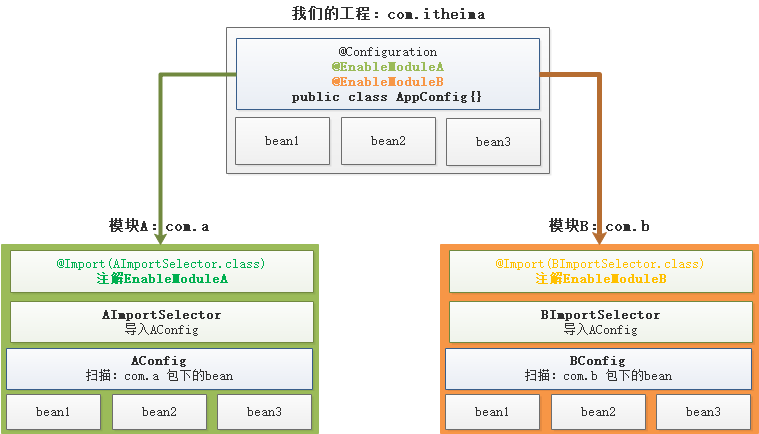 我们的工程：com.itheima
@Configuration
@EnableModuleA
@EnableModuleB
public class AppConfig{}
bean1
bean2
bean3
模块A：com.a
@Import(AImportSelector.class)
注解EnableModuleA
AImportSelector
导入AConfig
AConfig
扫描：com.a 包下的bean
bean1
bean2
bean3
模块B：com.b
@Import(BImportSelector.class)
注解EnableModuleB
BImportSelector
导入AConfig
BConfig
扫描：com.b 包下的bean
bean1
bean2
bean3